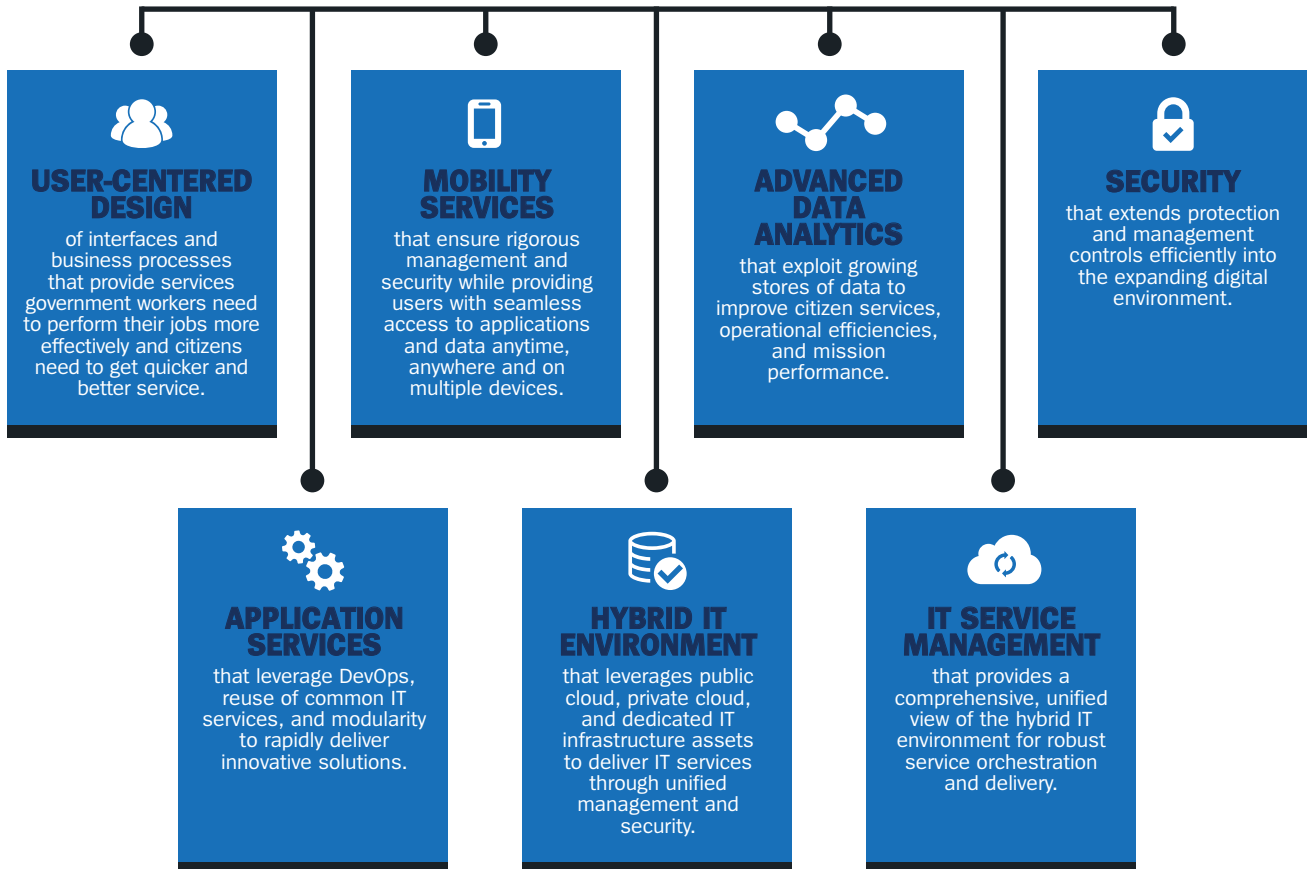 USER-CENTERED
DESIGN
of interfaces and
business processes
that provide services
government workers need
to perform their jobs more
effectively and citizens
need to get quicker and
better service.
MOBILITY
SERVICES
that ensure rigorous
management and
security while providing
users with seamless
access to applications
and data anytime,
anywhere and on
multiple devices.
ADVANCED
DATA
ANALYTICS
that exploit growing
stores of data to
improve citizen services,
operational efficiencies,
and mission
performance.
SECURITY
that extends protection
and management
controls efficiently into
the expanding digital
environment.
APPLICATION
SERVICES
that leverage DevOps,
reuse of common IT
services, and modularity
to rapidly deliver
innovative solutions.
HYBRID IT
ENVIRONMENT
that leverages public
cloud, private cloud,
and dedicated IT
infrastructure assets
to deliver IT services
through unified
management and
security.
IT SERVICE
MANAGEMENT
that provides a
comprehensive, unified
view of the hybrid IT
environment for robust
service orchestration
and delivery.